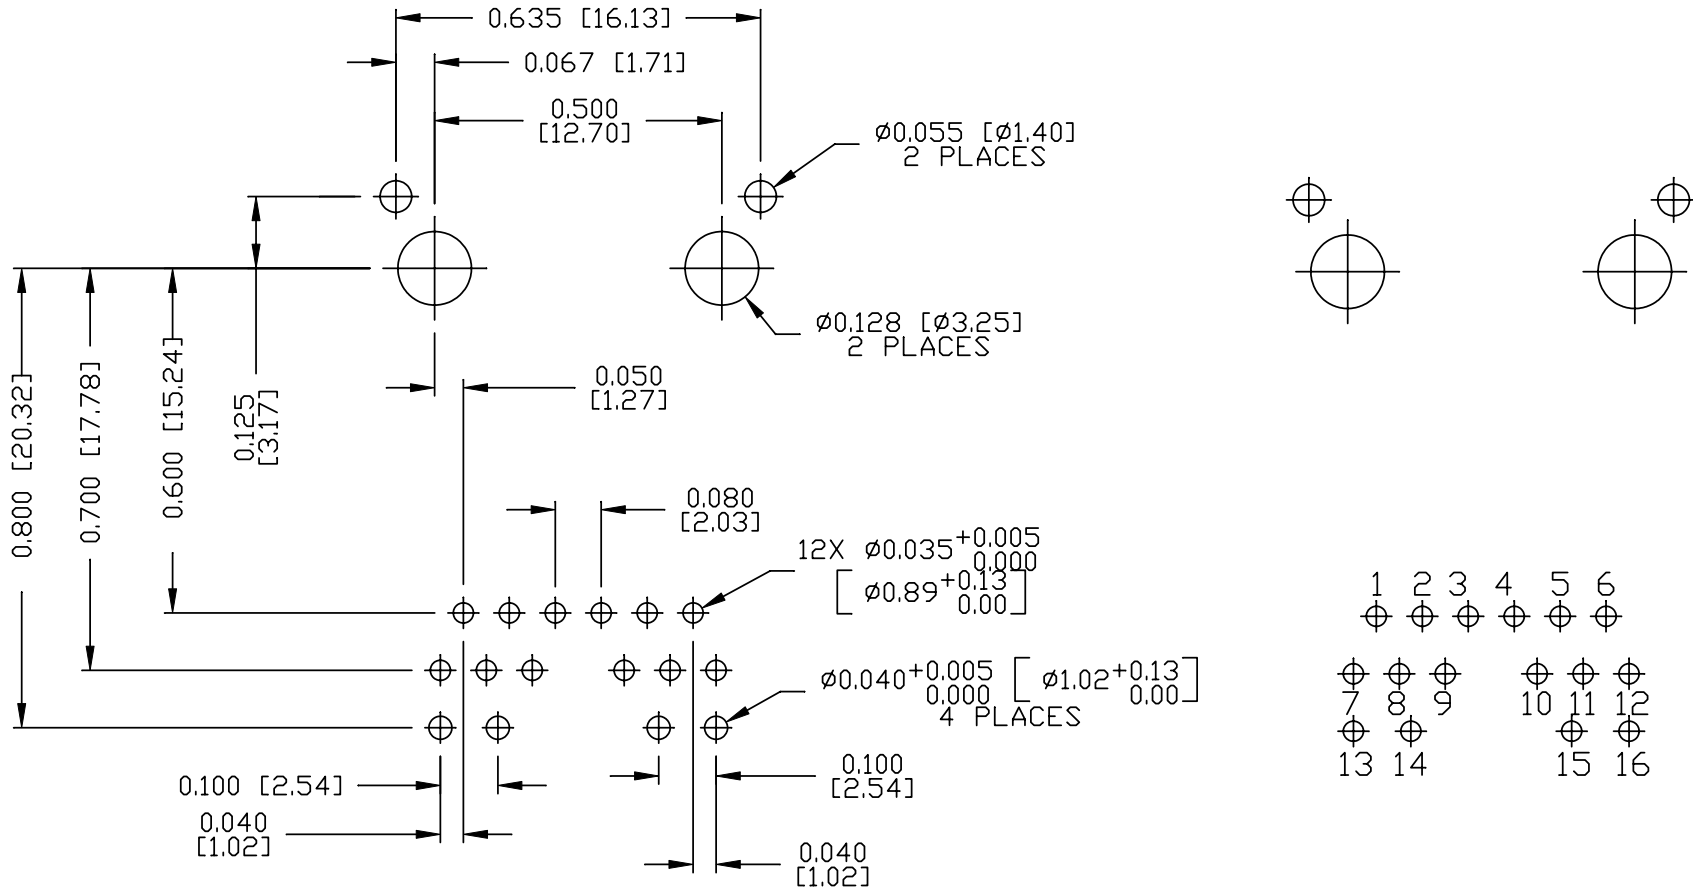 0.635 [16.13]
0.067 [1.71]
0.500
[12.70]
Ø0.055 [Ø1.40]
2 PLACES
Ø0.128 [Ø3.25]
2 PLACES
0.800 [20.32]
0.700 [17.78]
0.600 [15.24]
0.125
[3.17]
0.050
[1.27]
0.080
[2.03]
12X Ø0.035 +0.005
0.000
[Ø0.89 +0.13
0.00]
Ø0.040 +0.005 [Ø1.02 +0.13
0.000 0.00]
4 PLACES
0.100 [2.54]
0.100
[2.54]
0.040
[1.02]
0.040
[1.02]
1 2 3 4 5 6
7 8 9 10 11 12
13 14 15 16